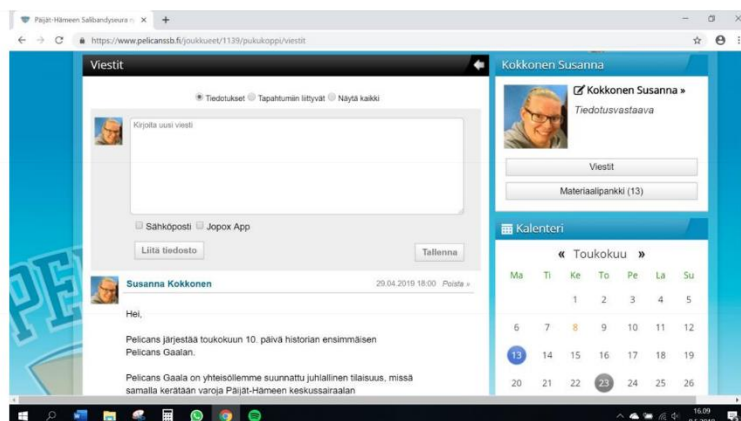 Päijät-Hämeen Salibandyseura ry
https://www.pelicanssb.fi/joukkueet/1139/pukukoppi/viestit
Viestit
Tiedotukset Tapahtumiin liittyvät Näytä kaikki
Kirjoita uusi viesti
Sähköposti Jopox App
Liitä tiedosto
Tallenna
Susanna Kokkonen 29.04.2019 18:00 Poista »
Hei,
Pelicans järjestää toukokuun 10. päivä historian ensimmäisen
Pelicans Gaalan.
Pelicans Gaala on yhteisöllemme suunnattu juhlallinen tilaisuus, missä
samalla kerätään varoja Päijät-Hämeen keskussairaalan
Kokkonen Susanna
Kokkonen Susanna »
Tiedotusvastaava
Viestit
Materiaalipankki (13)
Kalenteri
« Toukokuu »
Ma Ti Ke To Pe La Su
1 2 3 4 5
6 7 8 9 10 11 12
13 14 15 16 17 18 19
20 21 22 23 24 25 26
16.09